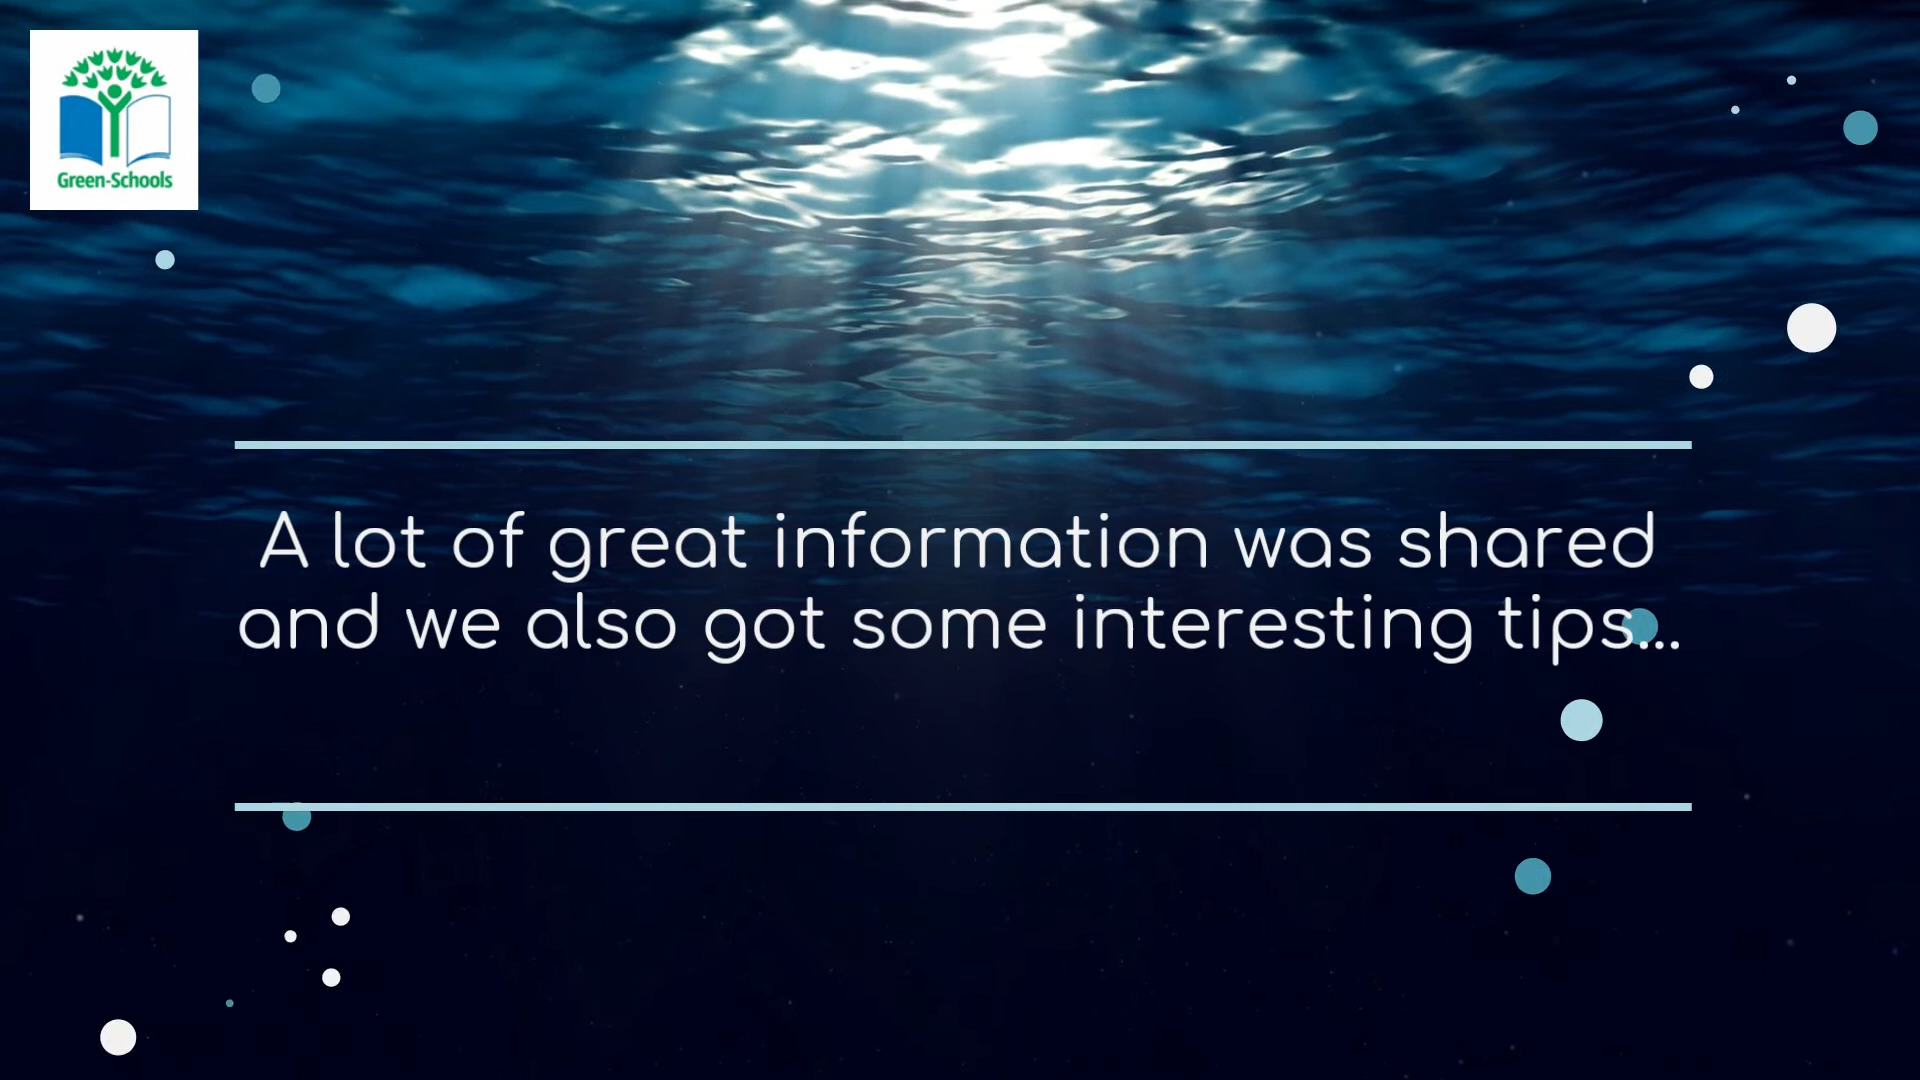 Green-Schools
A lot of great information was shared
and we also got some interesting tips...